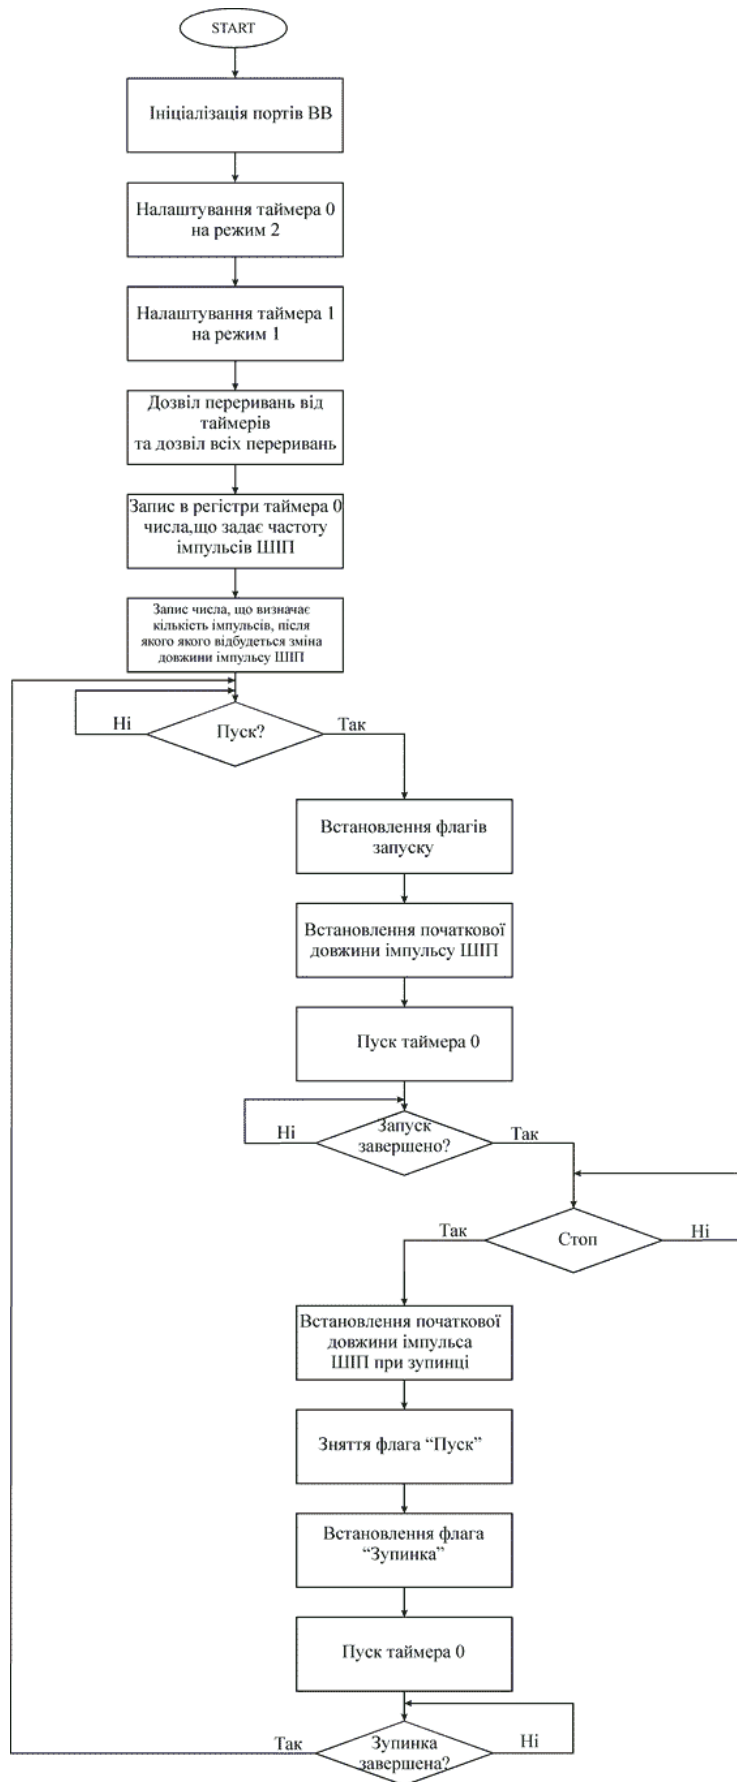 START
Ініціалізація портів ВВ
Налаштування таймера 0
на режим 2
Налаштування таймера 1
на режим 1
Дозвіл переривань від
таймерів
та дозвіл всіх переривань
Запис в регістри таймера 0
числа,що задає частоту
імпульсів ШІП
Запис числа, що визначає
кількість імпульсів, після
якого якого відбудеться зміна
довжини імпульсу ШІП
Ні
Пуск?
Так
Встановлення флагів
запуску
Встановлення початкової
довжини імпульсу ШІП
Пуск таймера 0
Ні
Запуск
завершено?
Так
Так
Стоп
Ні
Встановлення початкової
довжини імпульса
ШІП при зупинці
Зняття флага “Пуск”
Встановлення флага
“Зупинка”
Пуск таймера 0
Так
Зупинка
завершена?
Ні